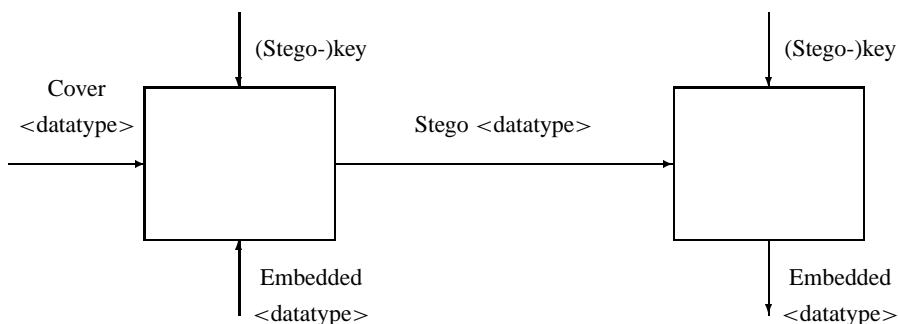 (Stego-)key
(Stego-)key
Cover
<datatype>
Stego <datatype>
Embedded
<datatype>
Embedded
<datatype>